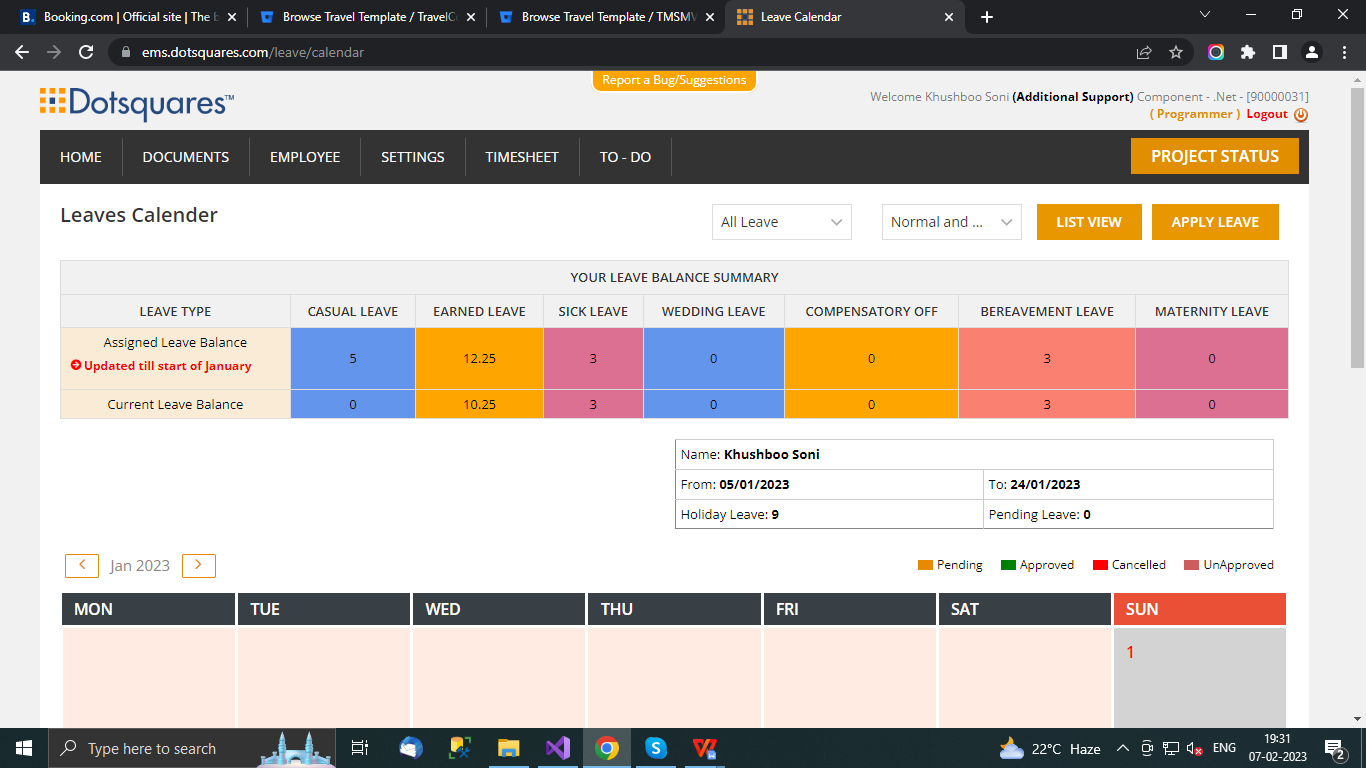 Booking.com | Official site | The b
Browse Travel Template / TravelCo
Browse Travel Template / TMSMV
Leave Calendar
ems.dotsquares.com/leave/calendar
Report a Bug/Suggestions
Dotsquares™
Welcome Khushboo Soni (Additional Support) Component - .Net - [90000031]
( Programmer ) Logout
HOME DOCUMENTS EMPLOYEE SETTINGS TIMESHEET TO - DO PROJECT STATUS
Leaves Calender
All Leave Normal and ... LIST VIEW APPLY LEAVE
YOUR LEAVE BALANCE SUMMARY
LEAVE TYPE CASUAL LEAVE EARNED LEAVE SICK LEAVE WEDDING LEAVE COMPENSATORY OFF BEREAVEMENT LEAVE MATERNITY LEAVE
Assigned Leave Balance
Updated till start of January
5 12.25 3 0 0 3 0
Current Leave Balance 0 10.25 3 0 0 3 0
Name: Khushboo Soni
From: 05/01/2023 To: 24/01/2023
Holiday Leave: 9 Pending Leave: 0
Jan 2023
Pending Approved Cancelled UnApproved
MON TUE WED THU FRI SAT SUN
1
Type here to search
22°C Haze
ENG
19:31
07-02-2023
2